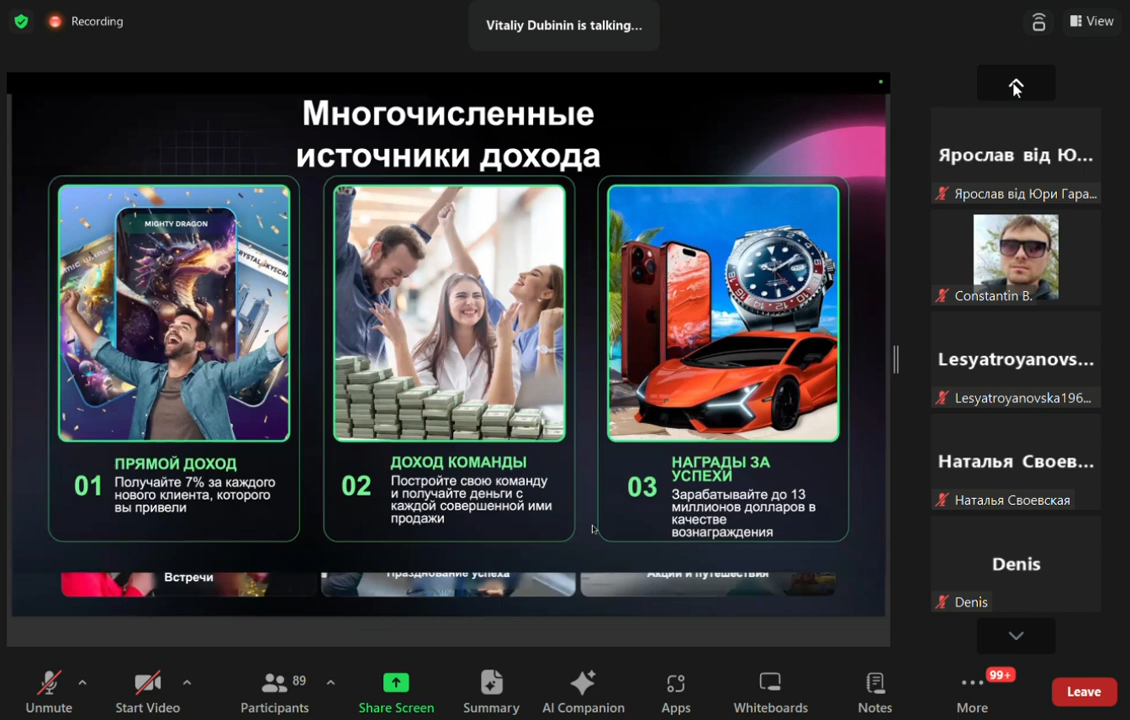 Recording
Vitaliy Dubinin is talking...
View
Многочисленные
источники дохода
MIGHTY DRAGON
01
ПРЯМОЙ ДОХОД
Получайте 7% за каждого
нового клиента, которого
вы привели
02
ДОХОД КОМАНДЫ
Постройте свою команду
и получайте деньги с
каждой совершенной ими
продажи
03
НАГРАДЫ ЗА
УСПЕХИ
Зарабатывайте до 13
миллионов долларов в
качестве
вознаграждения
Встречи
Празднование успеха
Акции и путешествия
Ярослав від Ю...
Ярослав від Юри Гара...
Constantin B.
Lesyatroyanovs...
Lesyatroyanovska196...
Наталья Своев...
Наталья Своевская
Denis
Denis
Unmute
Start Video
Participants
89
Share Screen
Summary
AI Companion
Apps
Whiteboards
Notes
More
99+
Leave